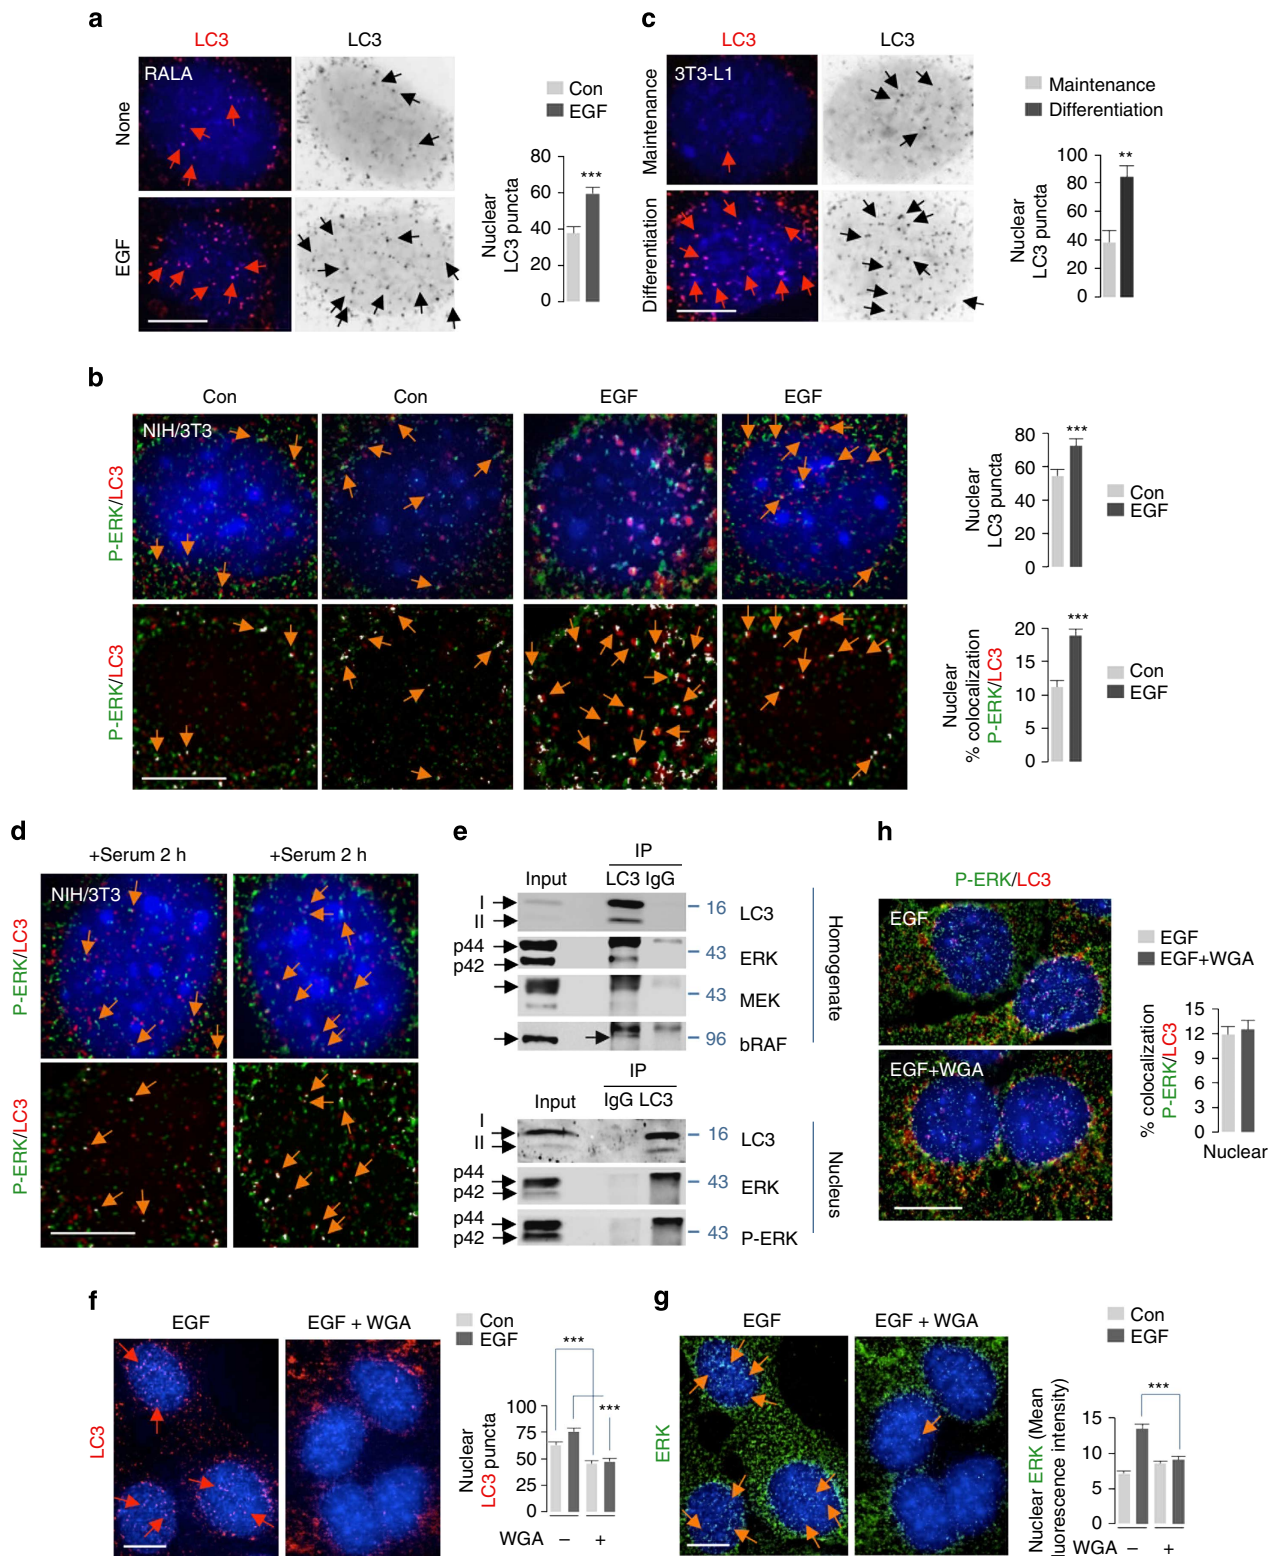 a
LC3
LC3
RALA
None
EGF
Con
EGF
80
60
40
20
0
***
Nuclear
LC3 puncta
c
LC3
LC3
3T3-L1
Maintenance
Differentiation
Maintenance
Differentiation
100
80
60
40
20
0
**
Nuclear
LC3 puncta
b
Con
Con
EGF
EGF
NIH/3T3
P-ERK/LC3
P-ERK/LC3
80
60
40
20
0
***
Nuclear
LC3 puncta
Con
EGF
20
15
10
5
0
***
Nuclear
% colocalization
P-ERK/LC3
Con
EGF
d
+Serum 2 h
+Serum 2 h
NIH/3T3
P-ERK/LC3
P-ERK/LC3
e
IP
Input
LC3 IgG
I
II
16
LC3
p44
p42
43
ERK
43
MEK
96
bRAF
Homogenate
IP
Input
IgG LC3
I
II
16
LC3
p44
p42
43
ERK
p44
p42
43
P-ERK
Nucleus
h
P-ERK/LC3
EGF
EGF+WGA
EGF
EGF+WGA
15
12
9
6
3
0
% colocalization
P-ERK/LC3
Nuclear
f
EGF
EGF + WGA
LC3
Con
EGF
***
***
100
75
50
25
0
Nuclear
LC3 puncta
WGA
–
+
g
EGF
EGF + WGA
ERK
Con
EGF
***
15
10
5
0
Nuclear ERK (Mean
fluorescence intensity)
WGA
–
+